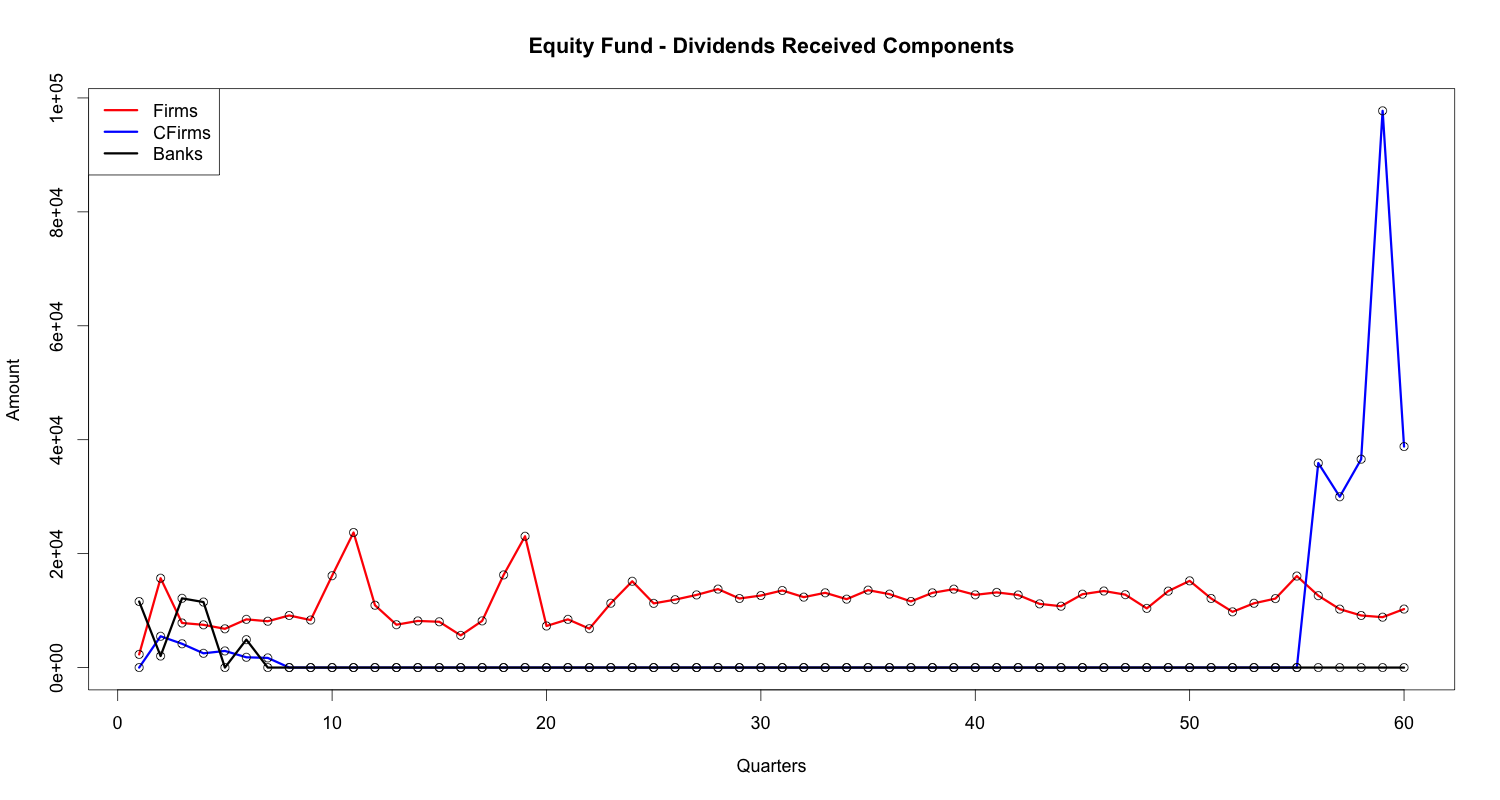 Equity Fund - Dividends Received Components
Firms
CFirms
Banks
1e+05
8e+04
6e+04
4e+04
2e+04
0e+00
Amount
0 10 20 30 40 50 60
Quarters